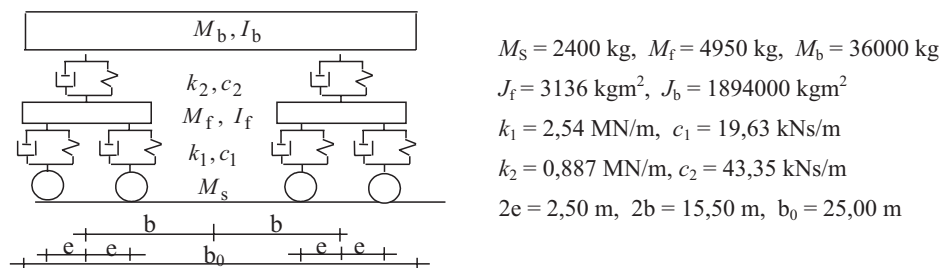 M_b, I_b
k_2, c_2
M_f, I_f
k_1, c_1
M_S
b b
e e b_0 e e
M_S = 2400 kg, M_f = 4950 kg, M_b = 36000 kg
J_f = 3136 kgm², J_b = 1894000 kgm²
k_1 = 2,54 MN/m, c_1 = 19,63 kNs/m
k_2 = 0,887 MN/m, c_2 = 43,35 kNs/m
2e = 2,50 m, 2b = 15,50 m, b_0 = 25,00 m